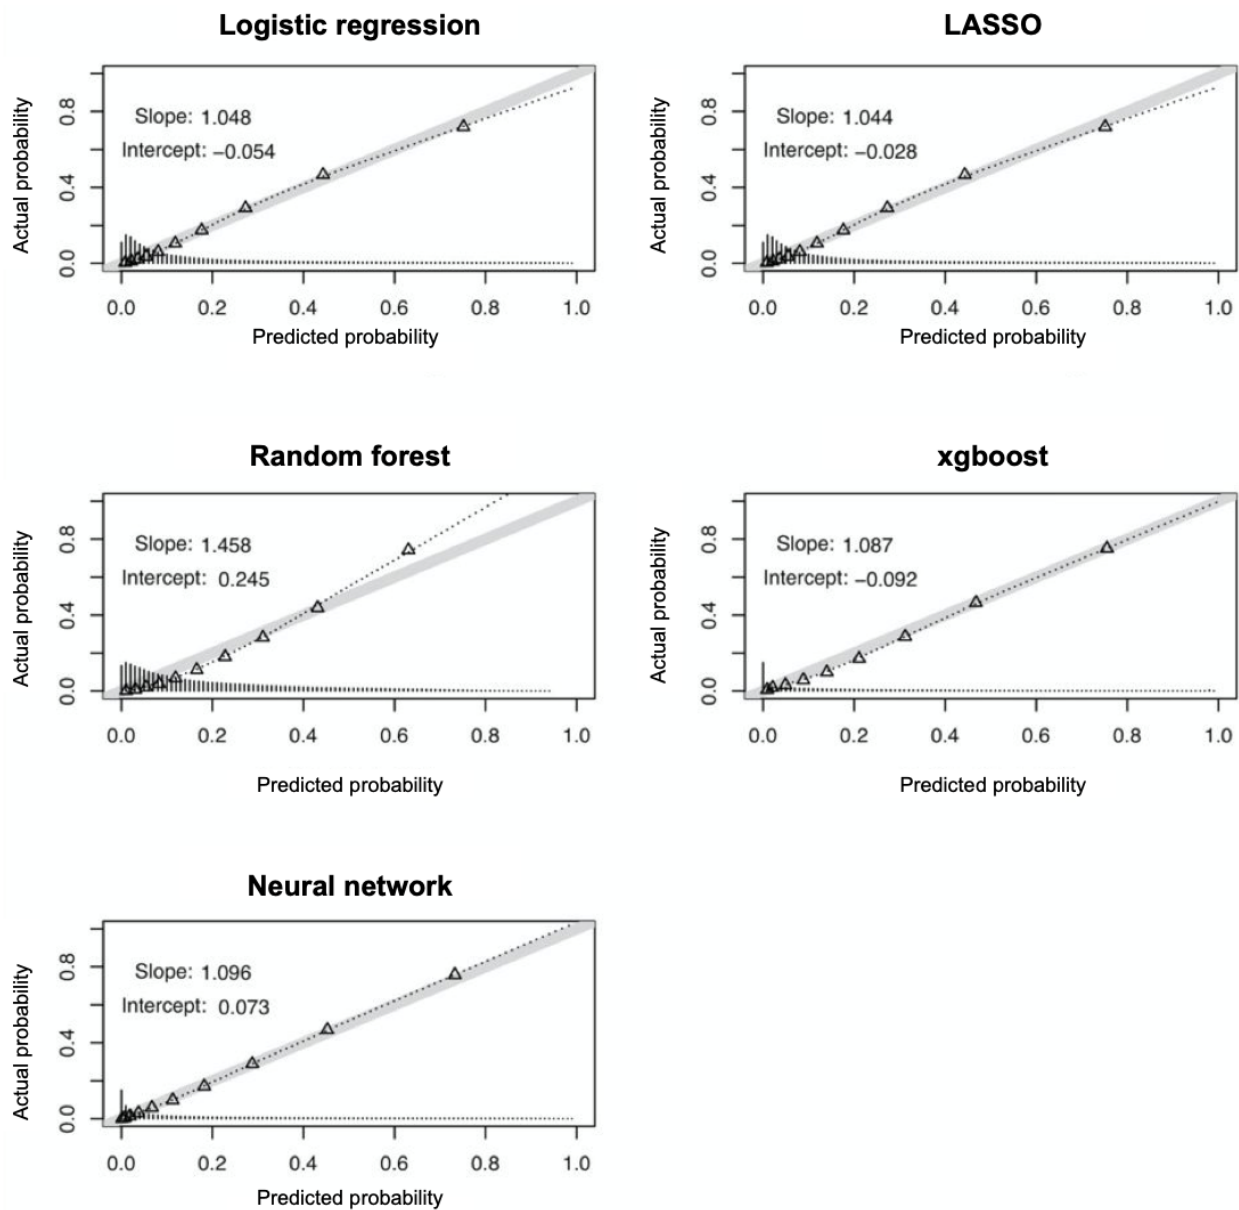 Logistic regression
Actual probability
0.8
0.4
0.0
Slope: 1.048
Intercept: −0.054
0.0 0.2 0.4 0.6 0.8 1.0
Predicted probability
LASSO
Actual probability
0.8
0.4
0.0
Slope: 1.044
Intercept: −0.028
0.0 0.2 0.4 0.6 0.8 1.0
Predicted probability
Random forest
Actual probability
0.8
0.4
0.0
Slope: 1.458
Intercept: 0.245
0.0 0.2 0.4 0.6 0.8 1.0
Predicted probability
xgboost
Actual probability
0.8
0.4
0.0
Slope: 1.087
Intercept: −0.092
0.0 0.2 0.4 0.6 0.8 1.0
Predicted probability
Neural network
Actual probability
0.8
0.4
0.0
Slope: 1.096
Intercept: 0.073
0.0 0.2 0.4 0.6 0.8 1.0
Predicted probability